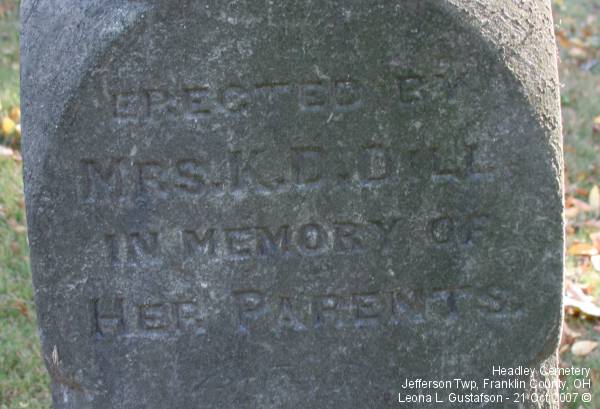 ERECTED BY
MRS. K. D. DILL.
IN MEMORY OF
HER PARENTS.
Headley Cemetery
Jefferson Twp, Franklin County, OH
Leona L. Gustafson - 21 Oct 2007 ©